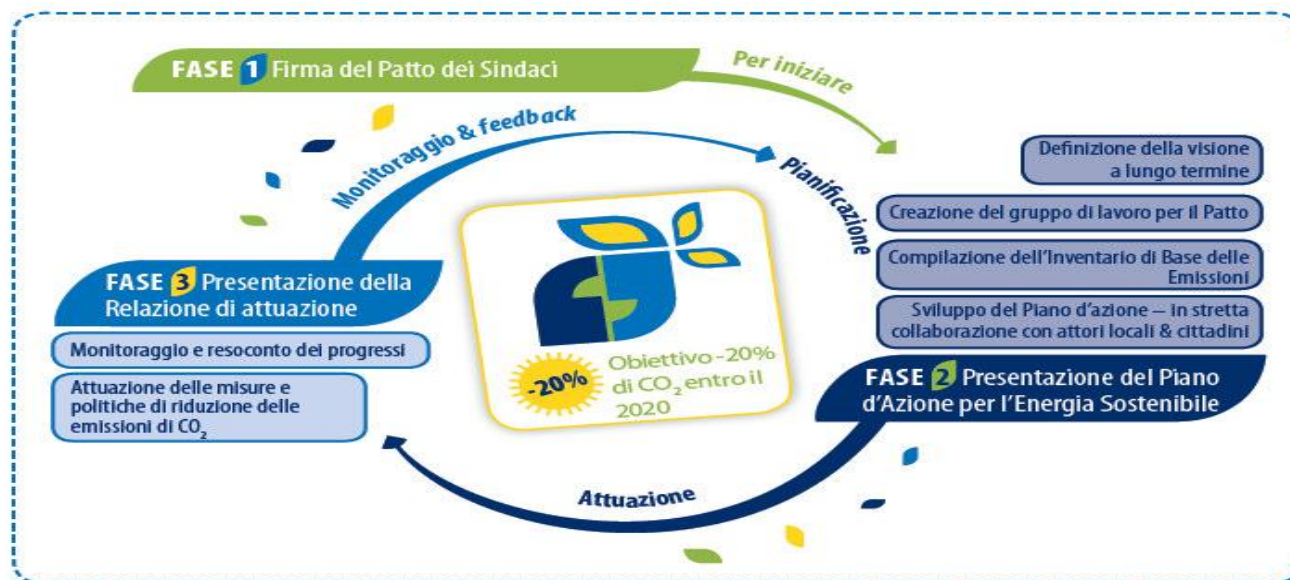 FASE 1 Firma del Patto dei Sindaci
Per iniziare
Monitoraggio & feedback
Pianificazione
Definizione della visione
a lungo termine
Creazione del gruppo di lavoro per il Patto
Compilazione dell'Inventario di Base delle
Emissioni
Sviluppo del Piano d'azione – in stretta
collaborazione con attori locali & cittadini
FASE 2 Presentazione del Piano
d'Azione per l'Energia Sostenibile
FASE 3 Presentazione della
Relazione di attuazione
Monitoraggio e resoconto dei progressi
Attuazione delle misure e
politiche di riduzione delle
emissioni di CO₂
-20%
Obiettivo -20%
di CO₂ entro il
2020
Attuazione